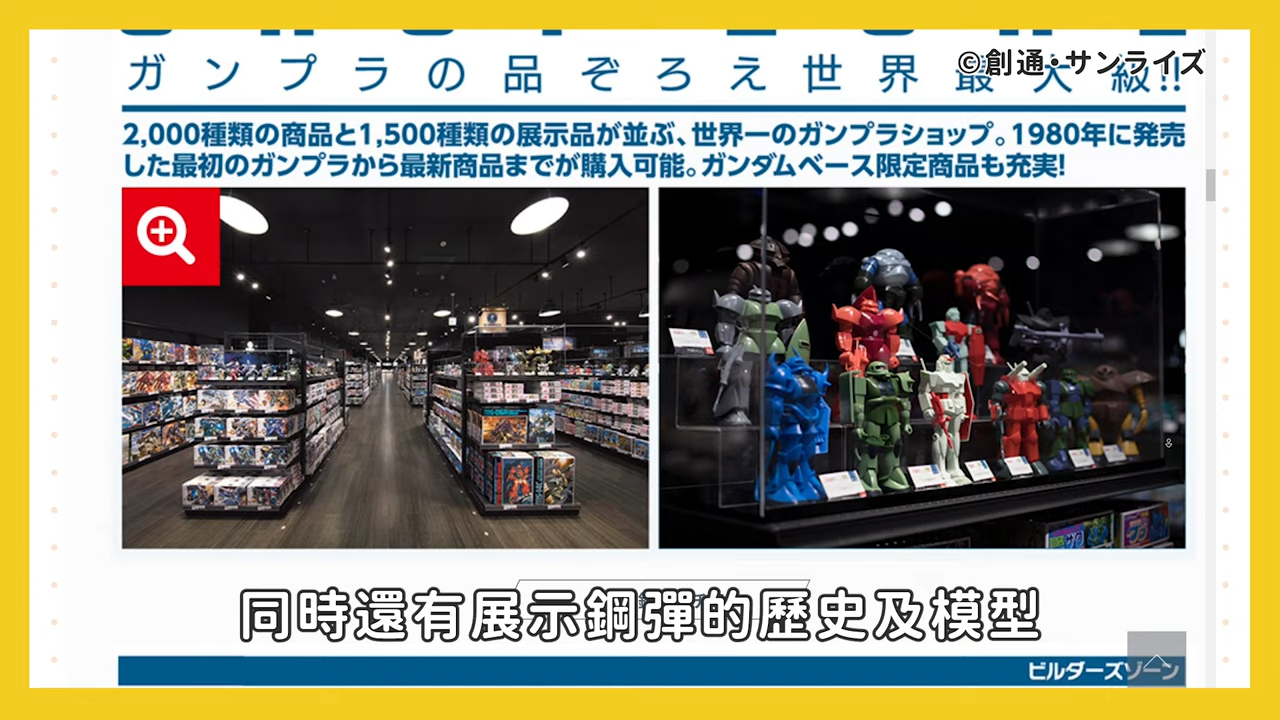 ©創通・サンライズ
ガンプラの品ぞろえ世界最大級!!
2,000種類の商品と1,500種類の展示品が並ぶ、世界一のガンプラショップ。1980年に発売
した最初のガンプラから最新商品までが購入可能。ガンダムベース限定商品も充実!
同時還有展示鋼彈的歷史及模型
ビルダーズゾーン